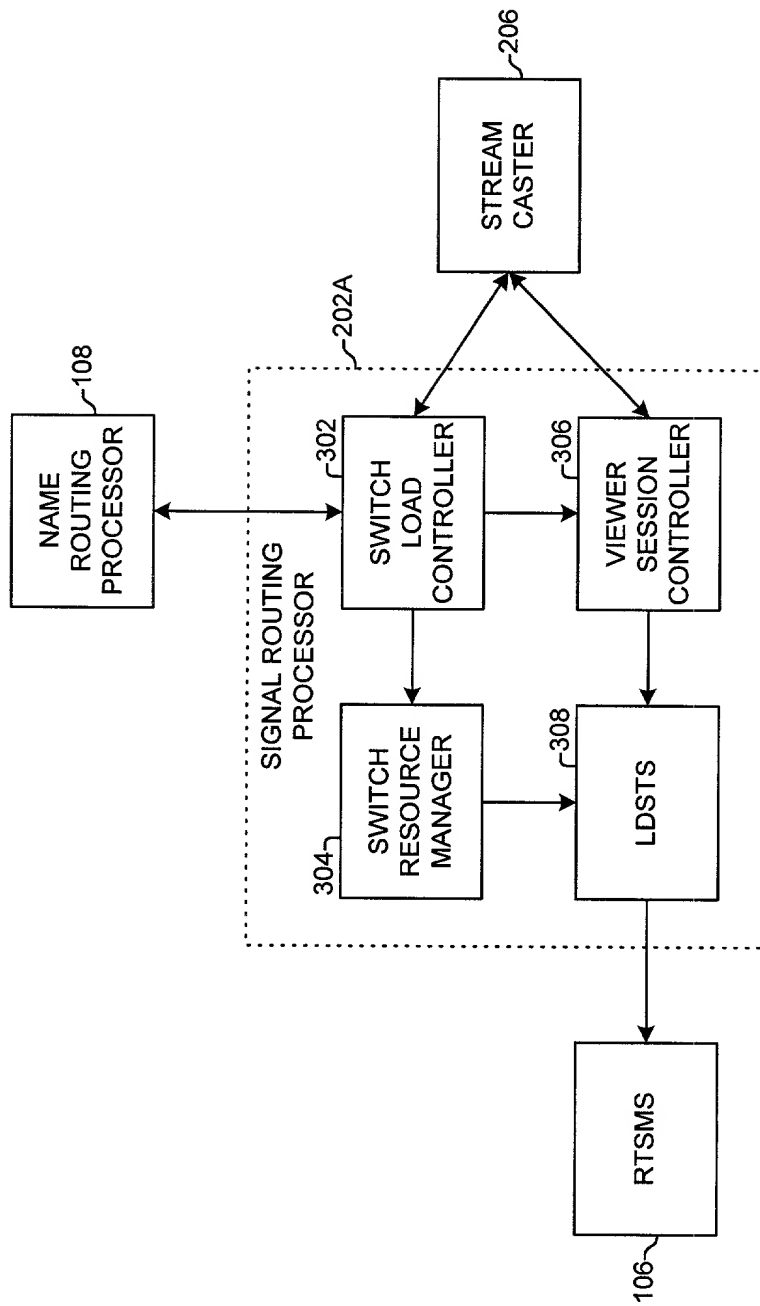 NAME
ROUTING
PROCESSOR
108
SIGNAL ROUTING
PROCESSOR
202A
SWITCH
RESOURCE
MANAGER
304
SWITCH
LOAD
CONTROLLER
302
STREAM
CASTER
206
RTSMS
106
LDSTS
308
VIEWER
SESSION
CONTROLLER
306